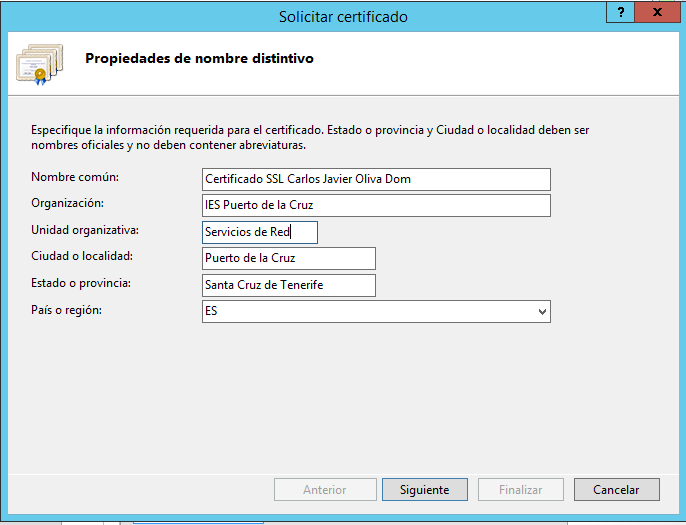 Solicitar certificado
? x
Propiedades de nombre distintivo
Especifique la información requerida para el certificado. Estado o provincia y Ciudad o localidad deben ser
nombres oficiales y no deben contener abreviaturas.
Nombre común: Certificado SSL Carlos Javier Oliva Dom
Organización: IES Puerto de la Cruz
Unidad organizativa: Servicios de Red
Ciudad o localidad: Puerto de la Cruz
Estado o provincia: Santa Cruz de Tenerife
País o región: ES
Anterior Siguiente Finalizar Cancelar